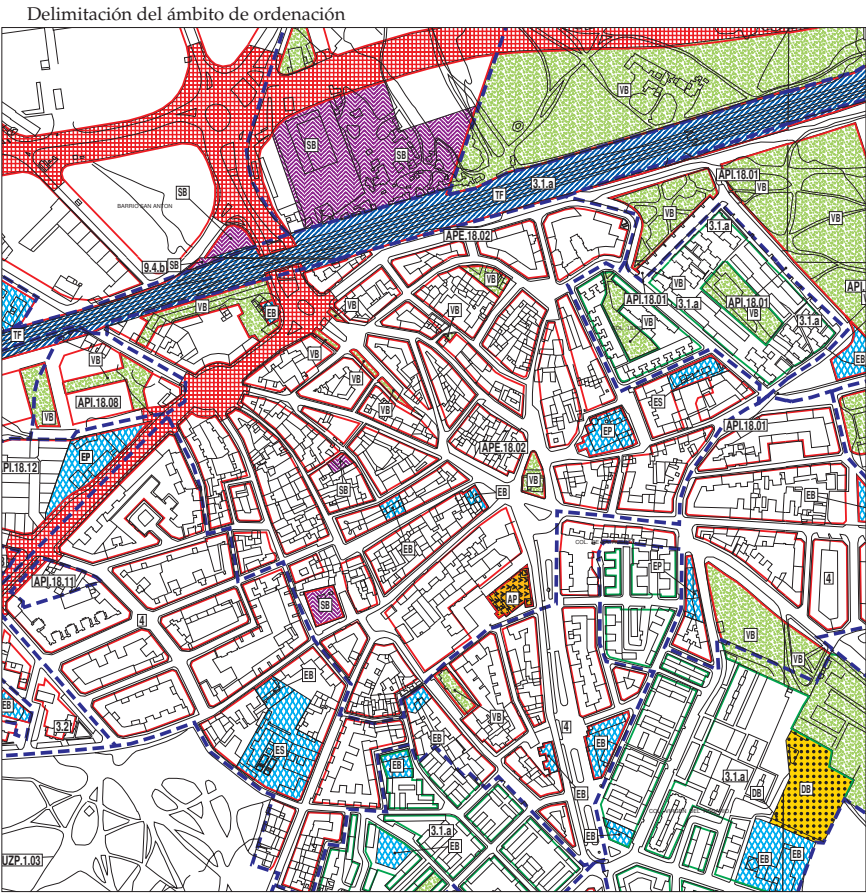 Delimitación del ámbito de ordenación
VB
SB
SB
API.18.01
VB
SB
3.1.a
TF
BARRIO SAN ANTON
VB
VB
3.1.a
APE.18.02
9.4.b
SB
VB
VB
API.18.01
API.18.01
3.1.a
VB
VB
EB
VB
VB
3.1.a
TF
VB
VB
VB
EB
API.18.08
ES
VB
VB
API.18.01
EP
APE.18.02
EP
VB
SB
EB
EB
EB
EP
API.18.11
4
AP
4
SB
VB
VB
EB
EB
3.2
VB
4
ES
EB
EB
EB
3.1.a
DB
DB
EB
3.1.a
EB
EB
EB
EB
UZP.1.03